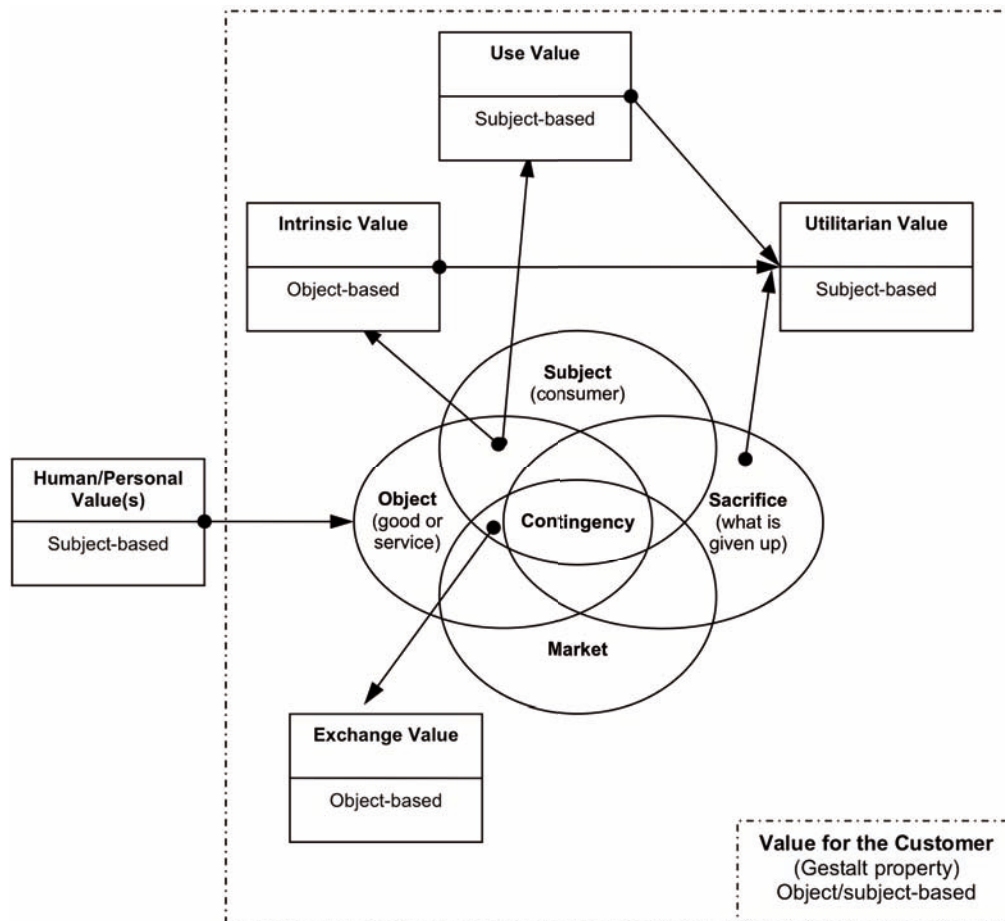 Use Value
Subject-based
Intrinsic Value
Object-based
Utilitarian Value
Subject-based
Subject
(consumer)
Human/Personal
Value(s)
Subject-based
Object
(good or
service)
Contingency
Sacrifice
(what is
given up)
Market
Exchange Value
Object-based
Value for the Customer
(Gestalt property)
Object/subject-based